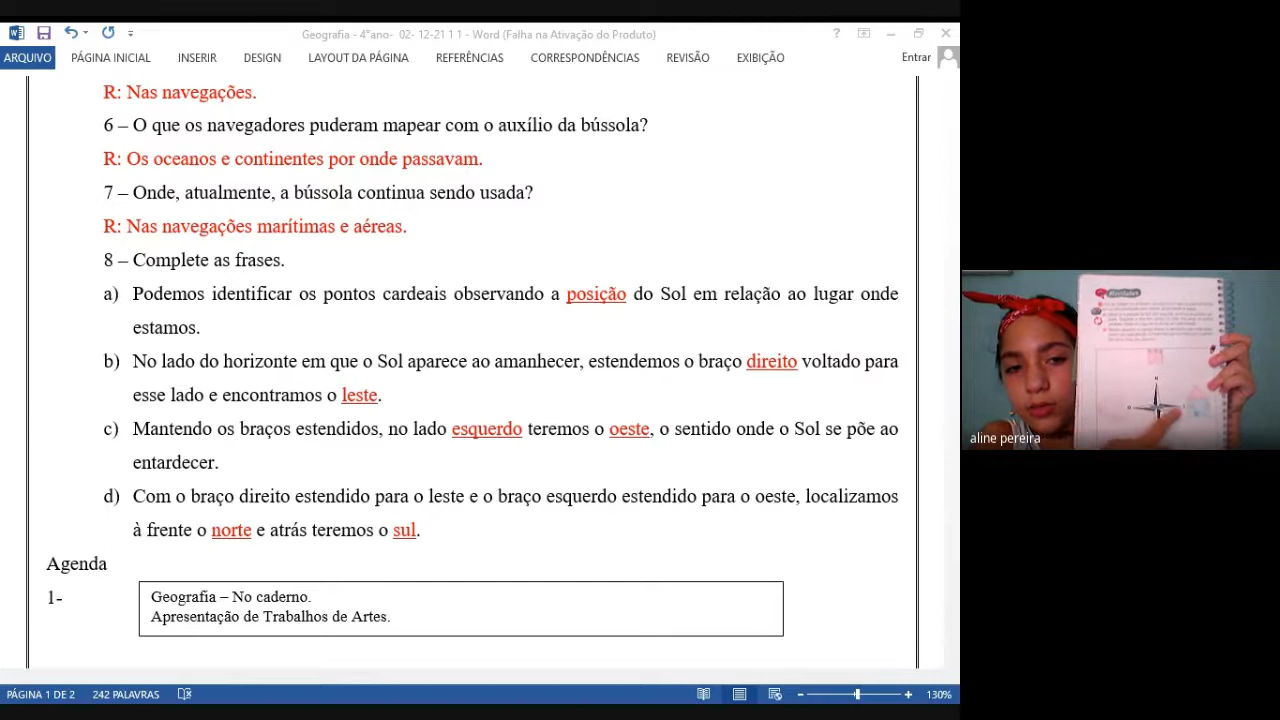 Geografia - 4°ano- 02- 12-21 1 1 - Word (Falha na Ativação do Produto)
?
ARQUIVO PÁGINA INICIAL INSERIR DESIGN LAYOUT DA PÁGINA REFERÊNCIAS CORRESPONDÊNCIAS REVISÃO EXIBIÇÃO Entrar
R: Nas navegações.
6 – O que os navegadores puderam mapear com o auxílio da bússola?
R: Os oceanos e continentes por onde passavam.
7 – Onde, atualmente, a bússola continua sendo usada?
R: Nas navegações marítimas e aéreas.
8 – Complete as frases.
a) Podemos identificar os pontos cardeais observando a posição do Sol em relação ao lugar onde
estamos.
b) No lado do horizonte em que o Sol aparece ao amanhecer, estendemos o braço direito voltado para
esse lado e encontramos o leste.
c) Mantendo os braços estendidos, no lado esquerdo teremos o oeste, o sentido onde o Sol se põe ao
entardecer.
d) Com o braço direito estendido para o leste e o braço esquerdo estendido para o oeste, localizamos
à frente o norte e atrás teremos o sul.
Agenda
1-
Geografia – No caderno.
Apresentação de Trabalhos de Artes.
PÁGINA 1 DE 2 242 PALAVRAS 130%
aline pereira